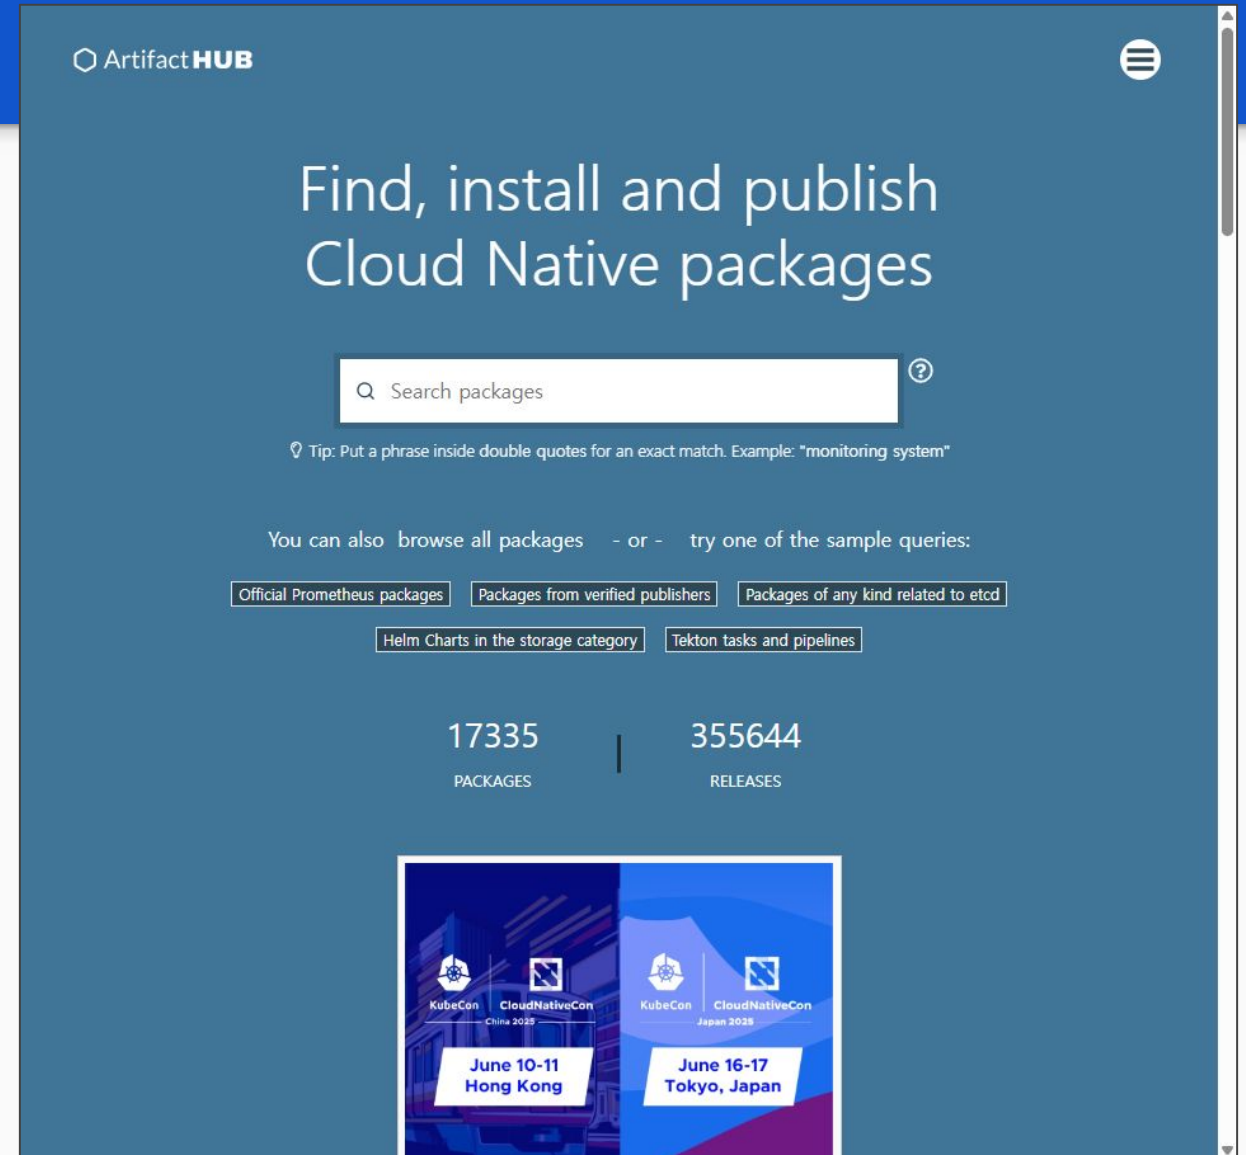 ArtifactHUB
Find, install and publish
Cloud Native packages
Search packages
Tip: Put a phrase inside double quotes for an exact match. Example: "monitoring system"
You can also browse all packages - or - try one of the sample queries:
Official Prometheus packages
Packages from verified publishers
Packages of any kind related to etcd
Helm Charts in the storage category
Tekton tasks and pipelines
17335
PACKAGES
355644
RELEASES
KubeCon CloudNativeCon
China 2025
June 10-11
Hong Kong
KubeCon CloudNativeCon
Japan 2025
June 16-17
Tokyo, Japan